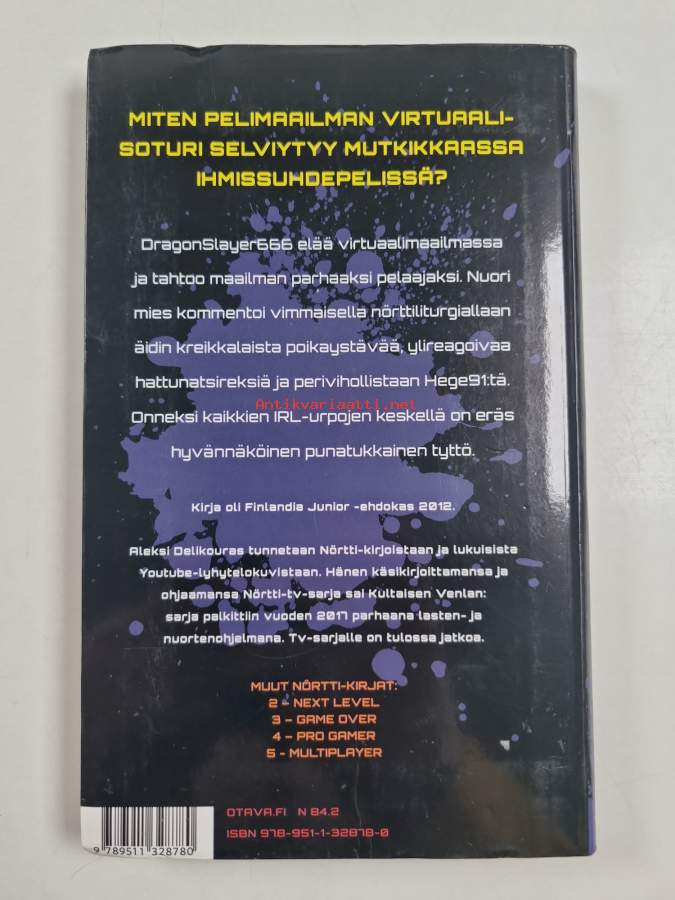 MITEN PELIMAAILMAN VIRTUAALI-
SOTURI SELVIYTYY MUTKIKKAASSA
IHMISSUHDEPELISSÄ?
DragonSlayer666 elää virtuaalimaailmassa
ja tahtoo maailman parhaaksi pelaajaksi. Nuori
mies kommentoi vimmaisella nörttiliturgiallaan
äidin kreikkalaista poikaystävää, ylireagoivaa
hattunatsireksiä ja perivihollistaan Hege91:tä.
Antikvariaatti.net
Onneksi kaikkien IRL-urpojen keskellä on eräs
hyvännäköinen punatukkainen tyttö.
Kirja oli Finlandia Junior -ehdokas 2012.
Aleksi Delikouras tunnetaan Nörtti-kirjoistaan ja lukuisista
Youtube-lyhytelokuvistaan. Hänen käsikirjoittamansa ja
ohjaamansa Nörtti-tv-sarja sai Kultaisen Venlan:
sarja palkittiin vuoden 2017 parhaana lasten- ja
nuortenohjelmana. Tv-sarjalle on tulossa jatkoa.
MUUT NÖRTTI-KIRJAT:
2 – NEXT LEVEL
3 – GAME OVER
4 – PRO GAMER
5 - MULTIPLAYER
OTAVA.FI N 84.2
ISBN 978-951-1-32878-0
9 789511 328780